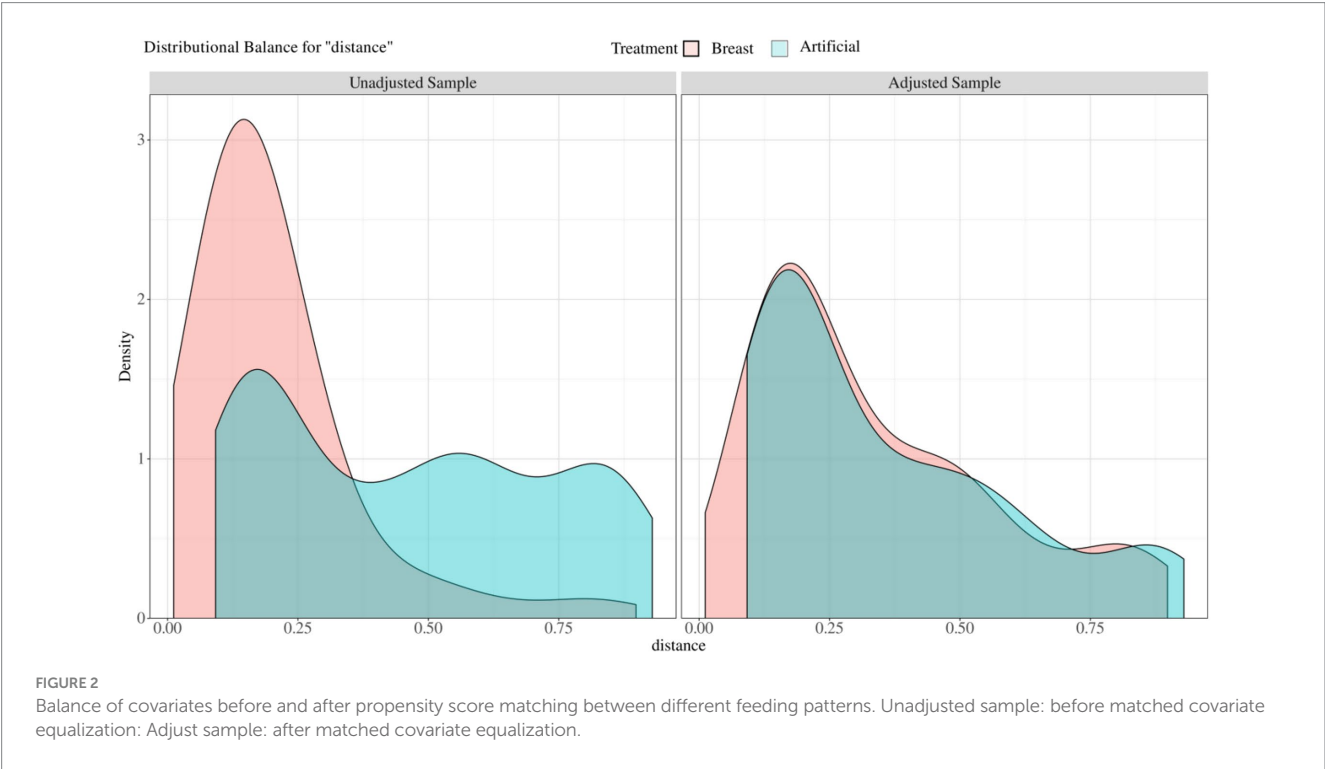 Distributional Balance for "distance"
Treatment Breast Artificial
Unadjusted Sample
Adjusted Sample
Density
3
2
1
0
0.00 0.25 0.50 0.75
0.00 0.25 0.50 0.75
distance
FIGURE 2
Balance of covariates before and after propensity score matching between different feeding patterns. Unadjusted sample: before matched covariate
equalization: Adjust sample: after matched covariate equalization.